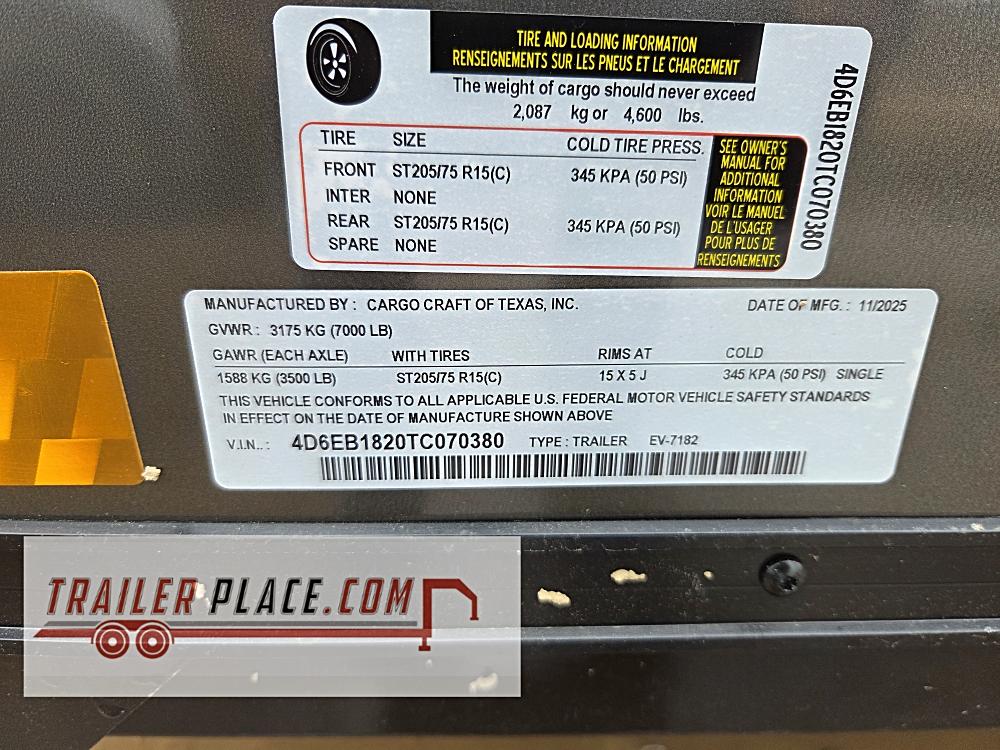 TIRE AND LOADING INFORMATION
RENSEIGNEMENTS SUR LES PNEUS ET LE CHARGEMENT
The weight of cargo should never exceed
2,087 kg or 4,600 lbs.
TIRE SIZE COLD TIRE PRESS.
FRONT ST205/75 R15(C) 345 KPA (50 PSI)
INTER NONE
REAR ST205/75 R15(C) 345 KPA (50 PSI)
SPARE NONE
SEE OWNER'S
MANUAL FOR
ADDITIONAL
INFORMATION
VOIR LE MANUEL
DE L'USAGER
POUR PLUS DE
RENSEIGNEMENTS
4D6EB1820TC070380
MANUFACTURED BY : CARGO CRAFT OF TEXAS, INC. DATE OF MFG. : 11/2025
GVWR : 3175 KG (7000 LB)
GAWR (EACH AXLE) WITH TIRES RIMS AT COLD
1588 KG (3500 LB) ST205/75 R15(C) 15 X 5 J 345 KPA (50 PSI) SINGLE
THIS VEHICLE CONFORMS TO ALL APPLICABLE U.S. FEDERAL MOTOR VEHICLE SAFETY STANDARDS
IN EFFECT ON THE DATE OF MANUFACTURE SHOWN ABOVE
V.I.N.. : 4D6EB1820TC070380 TYPE : TRAILER EV-7182
TRAILER PLACE.COM